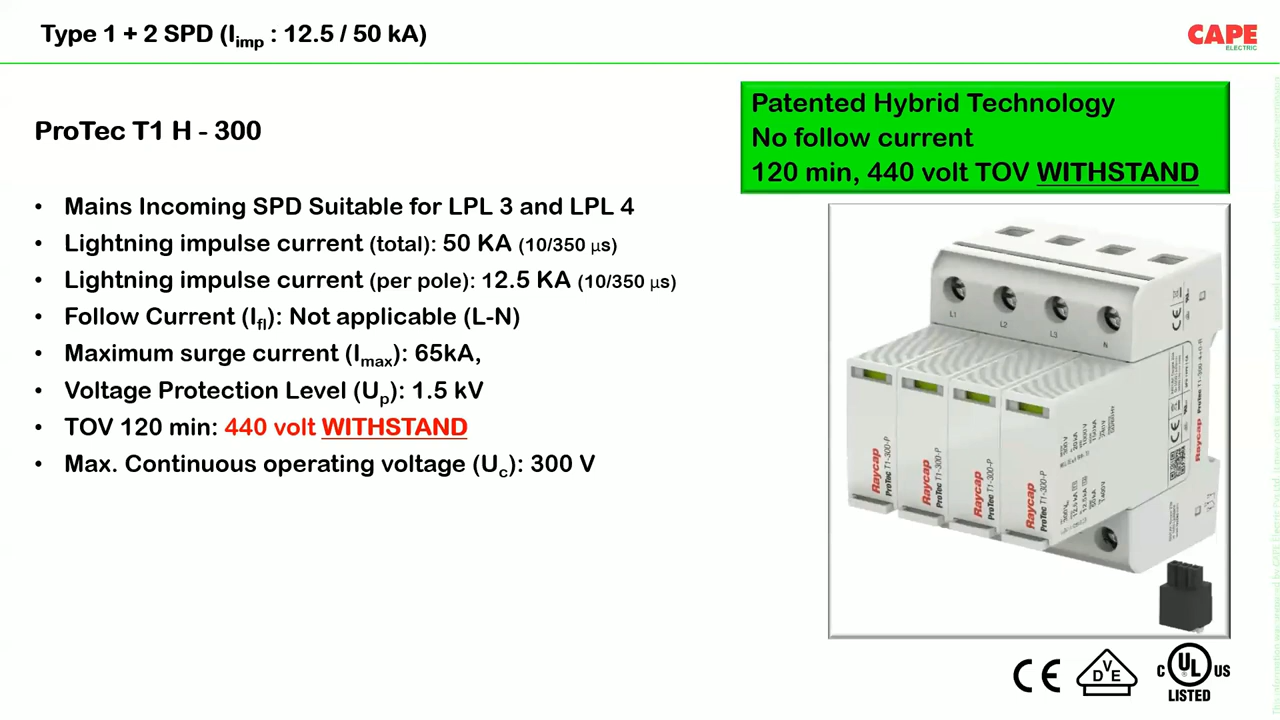 Type 1 + 2 SPD (Iimp : 12.5 / 50 kA)
CAPE
ELECTRIC
Patented Hybrid Technology
No follow current
120 min, 440 volt TOV WITHSTAND
ProTec T1 H - 300
• Mains Incoming SPD Suitable for LPL 3 and LPL 4
• Lightning impulse current (total): 50 KA (10/350 μs)
• Lightning impulse current (per pole): 12.5 KA (10/350 μs)
• Follow Current (Ifl): Not applicable (L-N)
• Maximum surge current (Imax): 65kA,
• Voltage Protection Level (Up): 1.5 kV
• TOV 120 min: 440 volt WITHSTAND
• Max. Continuous operating voltage (Uc): 300 V
L1
L2
L3
N
Raycap
ProTec T1-300-P
Raycap
ProTec T1-300-P
Raycap
ProTec T1-300-P
Raycap
ProTec T1-300-P
Raycap
CE
CE
CE
VDE
C UL US
LISTED